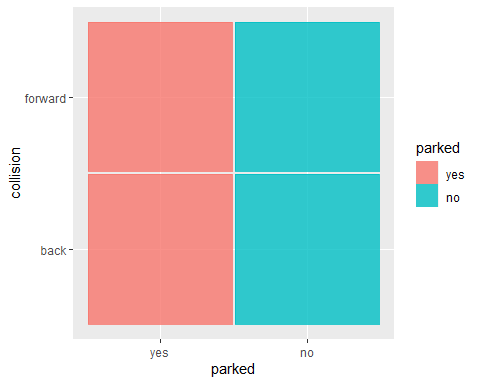 collision
forward
back
yes
no
parked
parked
yes
no